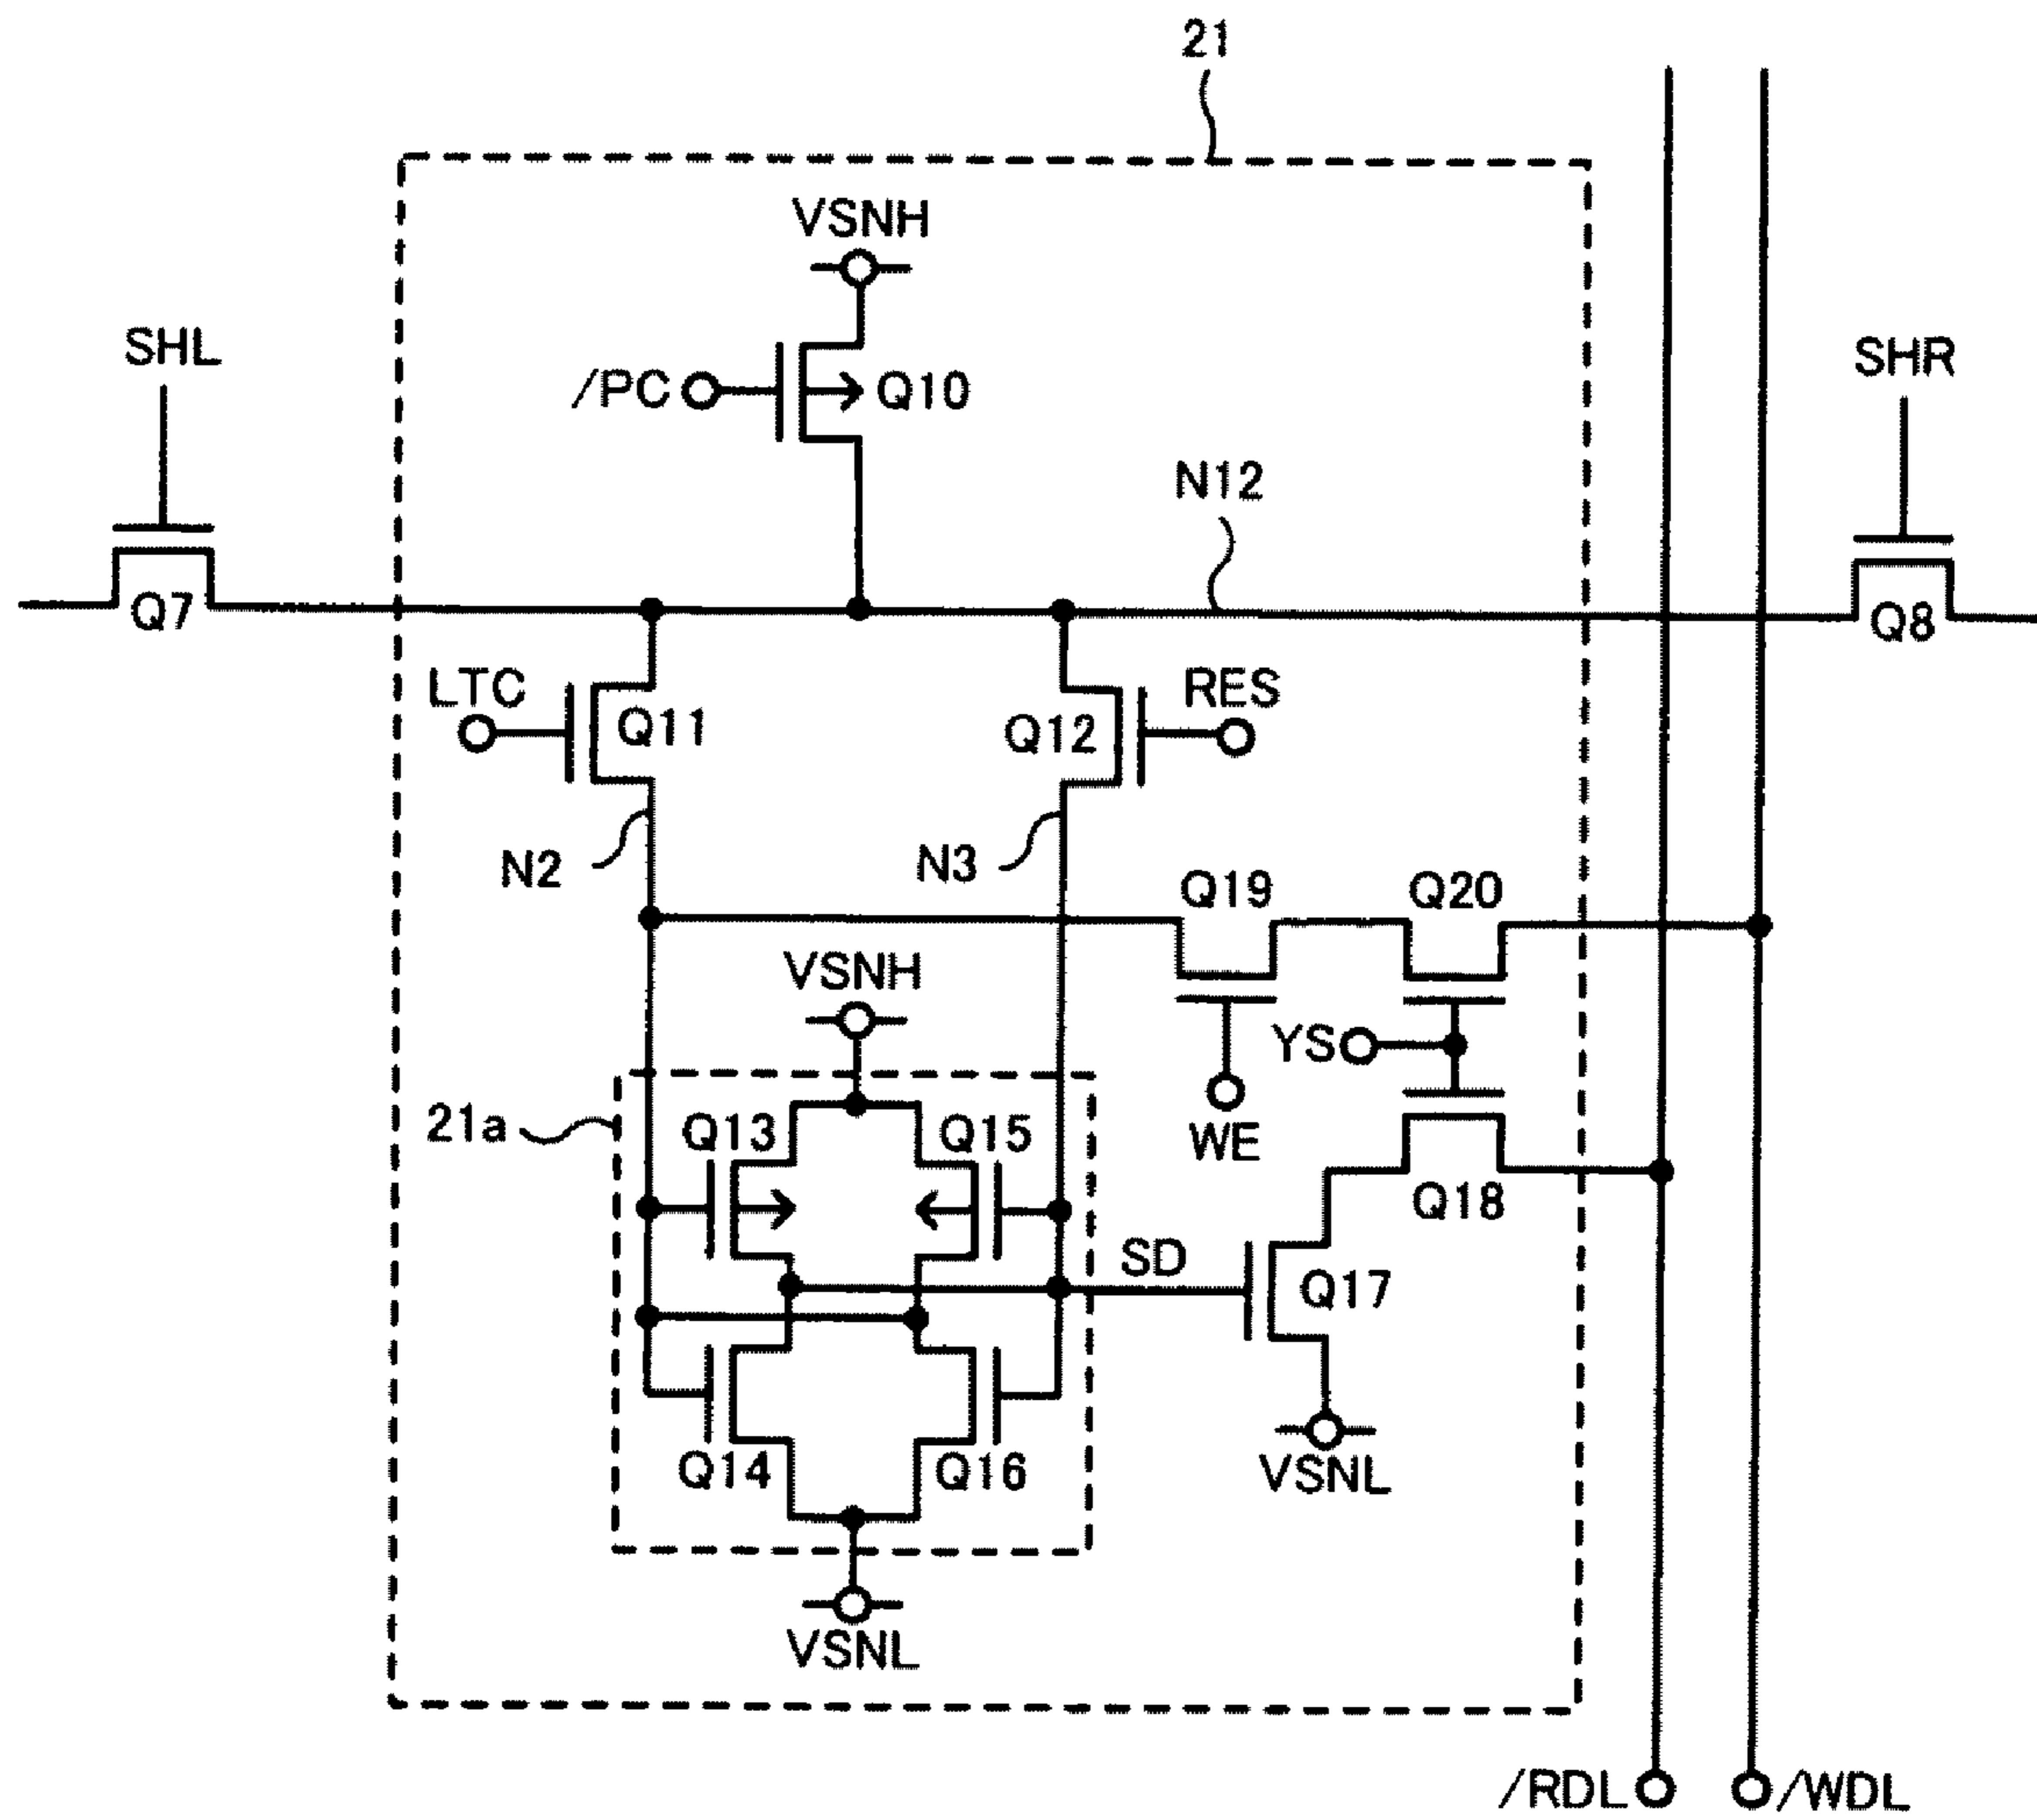 21
VSNH
SHL
SHR
/PC
Q10
N12
Q7
Q8
LTC
Q11
Q12
RES
N2
N3
Q19
Q20
VSNH
YS
21a
Q13
Q15
WE
Q18
SD
Q17
Q14
Q16
VSNL
VSNL
/RDL
/WDL